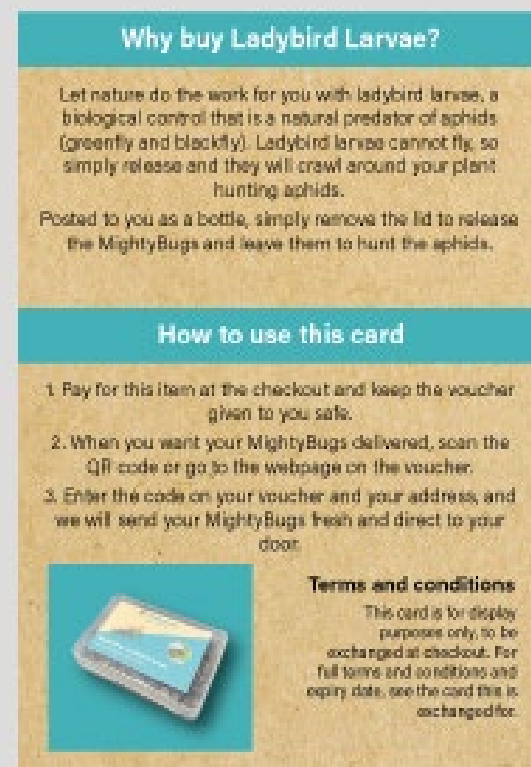 Why buy Ladybird Larvae?
Let nature do the work for you with ladybird larvae, a
biological control that is a natural predator of aphids
(greenfly and blackfly). Ladybird larvae cannot fly, so
simply release and they will crawl around your plant
hunting aphids.
Posted to you as a bottle, simply remove the lid to release
the MightyBugs and leave them to hunt the aphids.
How to use this card
1. Pay for this item at the checkout and keep the voucher
given to you safe.
2. When you want your MightyBugs delivered, scan the
QR code or go to the webpage on the voucher.
3. Enter the code on your voucher and your address, and
we will send your MightyBugs fresh and direct to your
door.
Terms and conditions
This card is for display
purposes only, to be
exchanged at checkout. For
full terms and conditions and
expiry date, see the card this is
exchanged for.